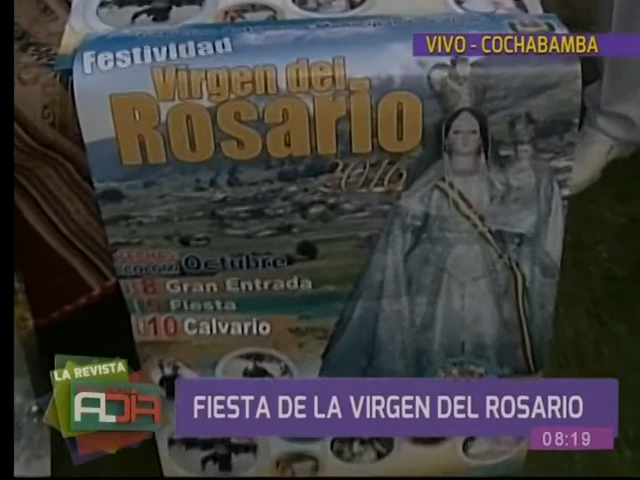 VIVO - COCHABAMBA
Festividad
Virgen del
Rosario
2016
Octubre
8 Gran Entrada
9 Fiesta
10 Calvario
LA REVISTA
FIESTA DE LA VIRGEN DEL ROSARIO
08:19